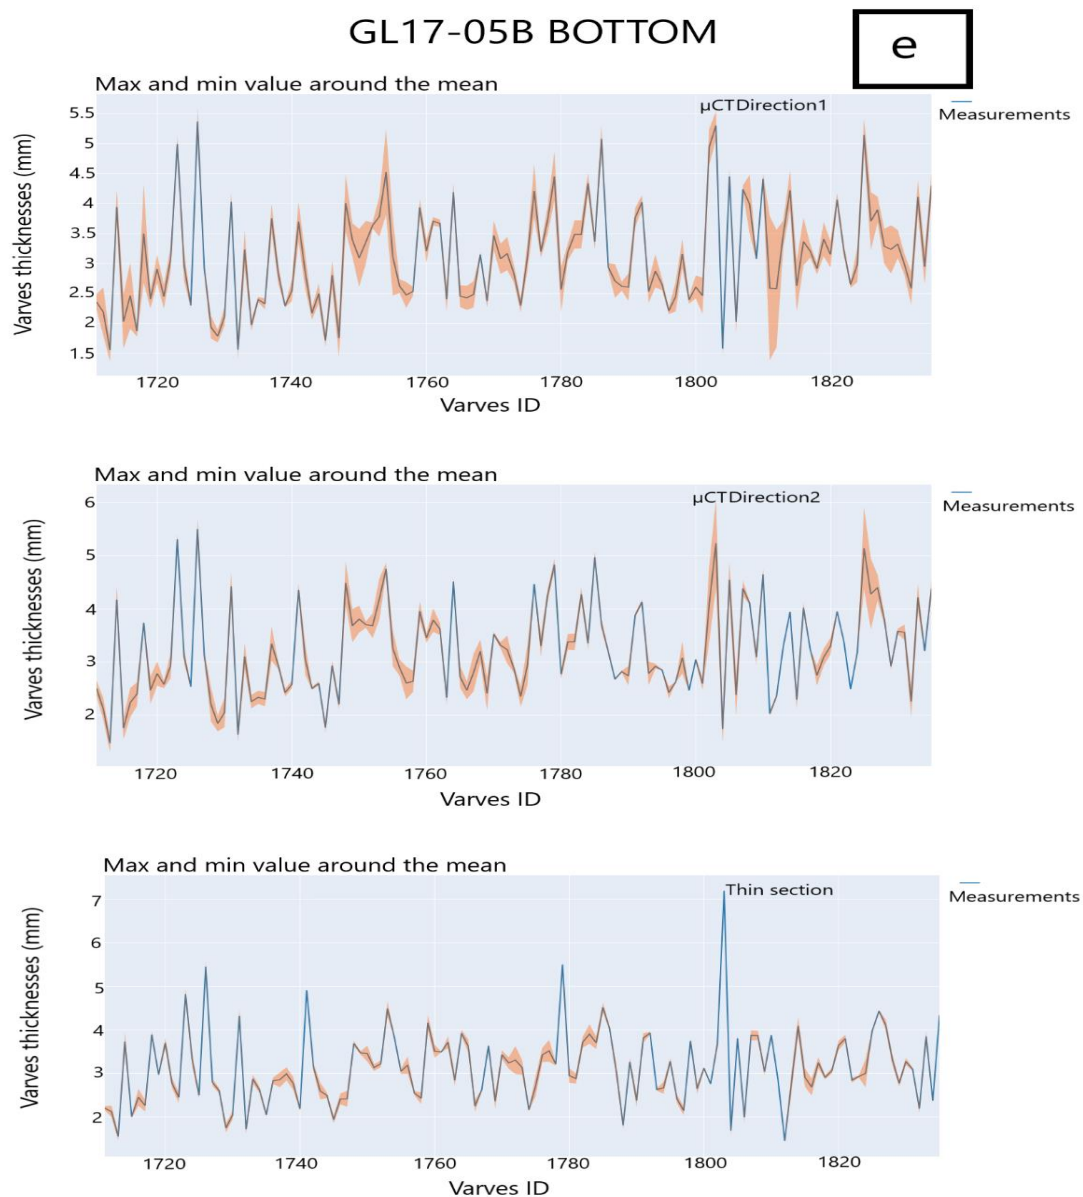 GL17-05B BOTTOM
e
Max and min value around the mean
µCTDirection1
Measurements
Varves thicknesses (mm)
5.5
5
4.5
4
3.5
3
2.5
2
1.5
1720 1740 1760 1780 1800 1820
Varves ID
Max and min value around the mean
µCTDirection2
Measurements
Varves thicknesses (mm)
6
5
4
3
2
1720 1740 1760 1780 1800 1820
Varves ID
Max and min value around the mean
Thin section
Measurements
Varves thicknesses (mm)
7
6
5
4
3
2
1720 1740 1760 1780 1800 1820
Varves ID